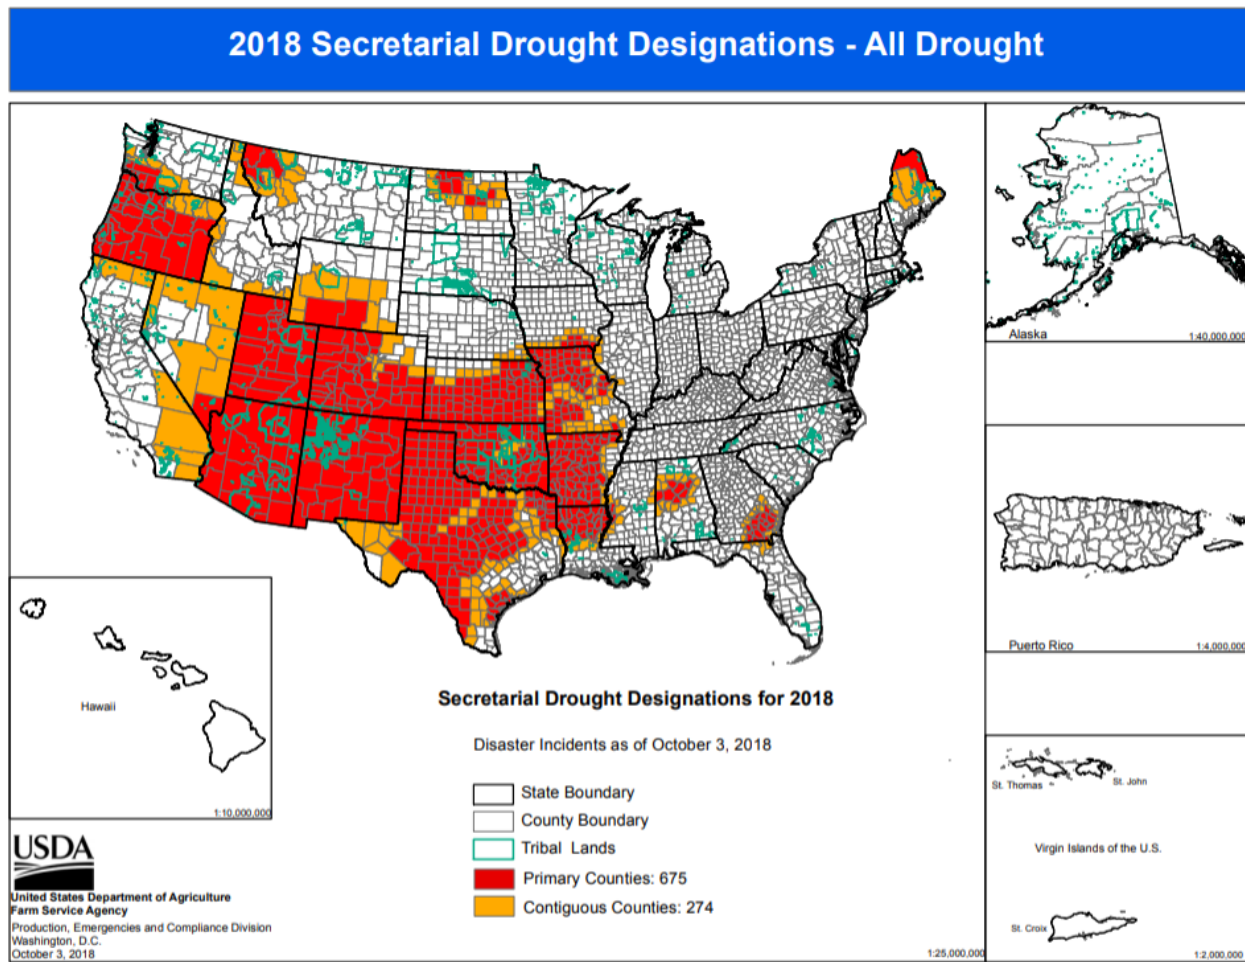 2018 Secretarial Drought Designations - All Drought
Alaska
1:40,000,000
Puerto Rico
1:4,000,000
Hawaii
1:10,000,000
Secretarial Drought Designations for 2018
Disaster Incidents as of October 3, 2018
State Boundary
County Boundary
Tribal Lands
Primary Counties: 675
Contiguous Counties: 274
St. Thomas
St. John
Virgin Islands of the U.S.
St. Croix
1:2,000,000
USDA
United States Department of Agriculture
Farm Service Agency
Production, Emergencies and Compliance Division
Washington, D.C.
October 3, 2018
1:25,000,000